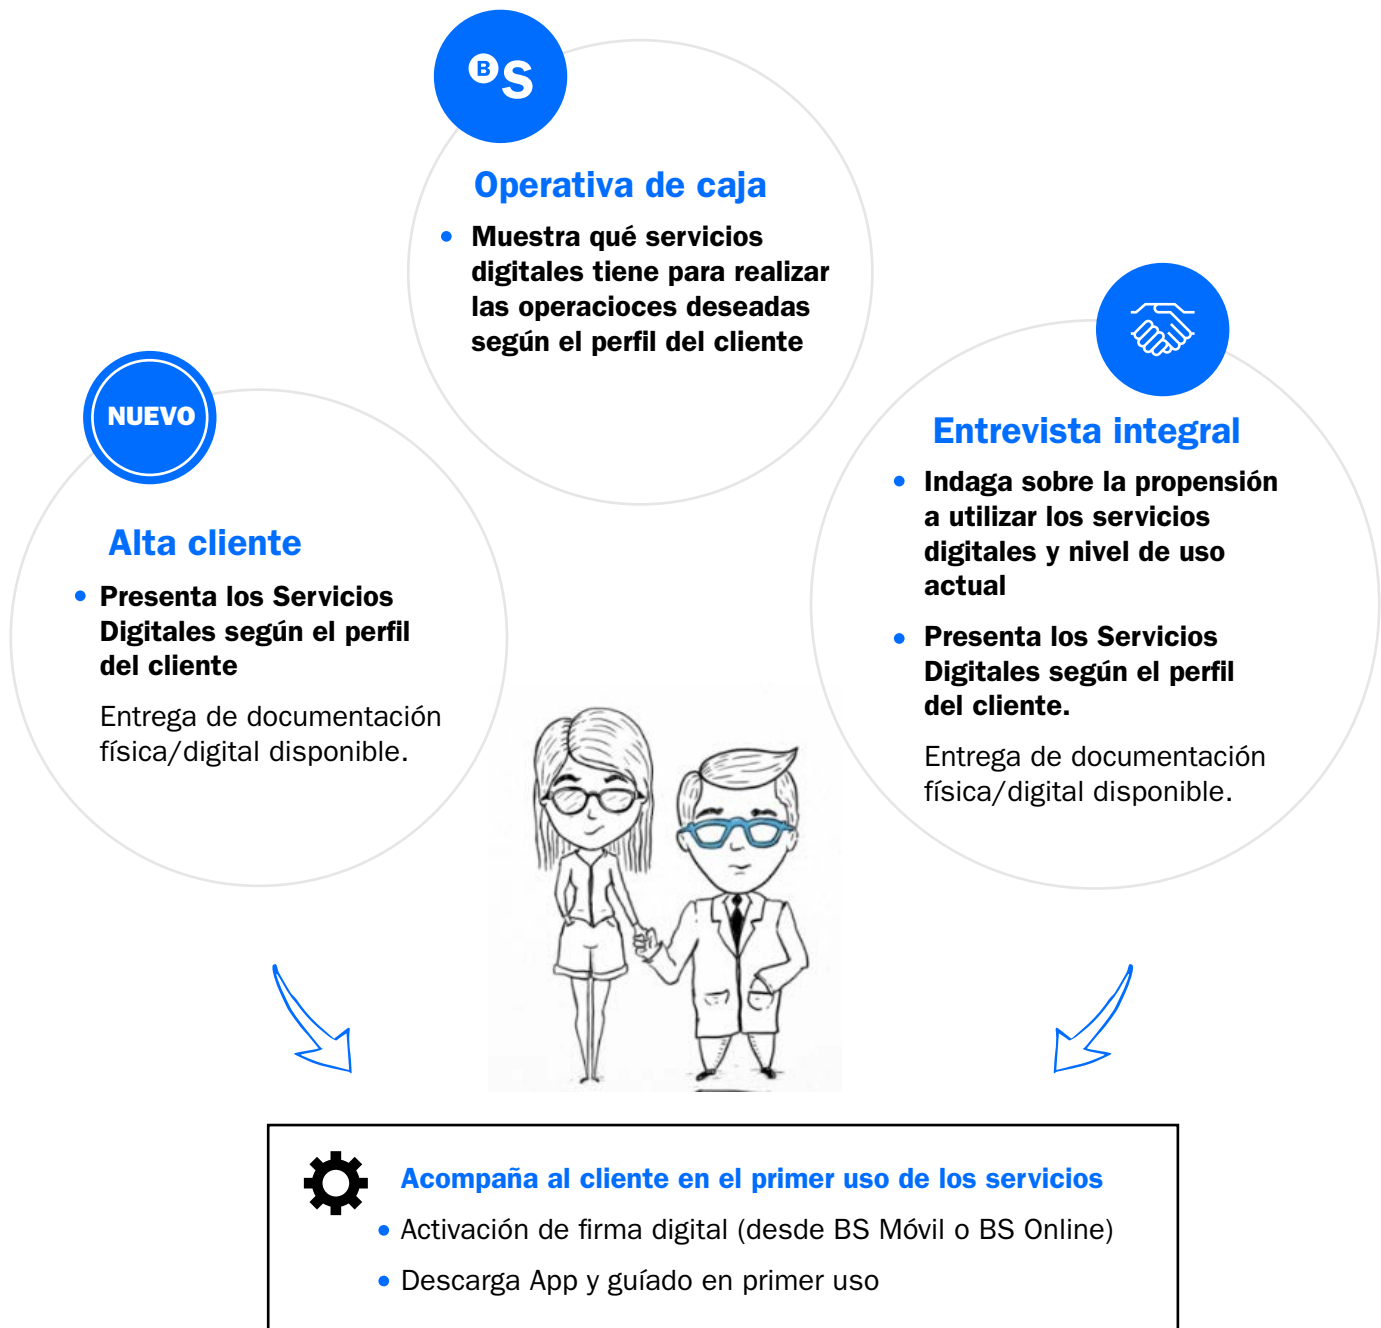 BS
Operativa de caja
• Muestra qué servicios
digitales tiene para realizar
las operacioces deseadas
según el perfil del cliente
NUEVO
Alta cliente
• Presenta los Servicios
Digitales según el perfil
del cliente
Entrega de documentación
física/digital disponible.
Entrevista integral
• Indaga sobre la propensión
a utilizar los servicios
digitales y nivel de uso
actual
• Presenta los Servicios
Digitales según el perfil
del cliente.
Entrega de documentación
física/digital disponible.
Acompaña al cliente en el primer uso de los servicios
• Activación de firma digital (desde BS Móvil o BS Online)
• Descarga App y guíado en primer uso